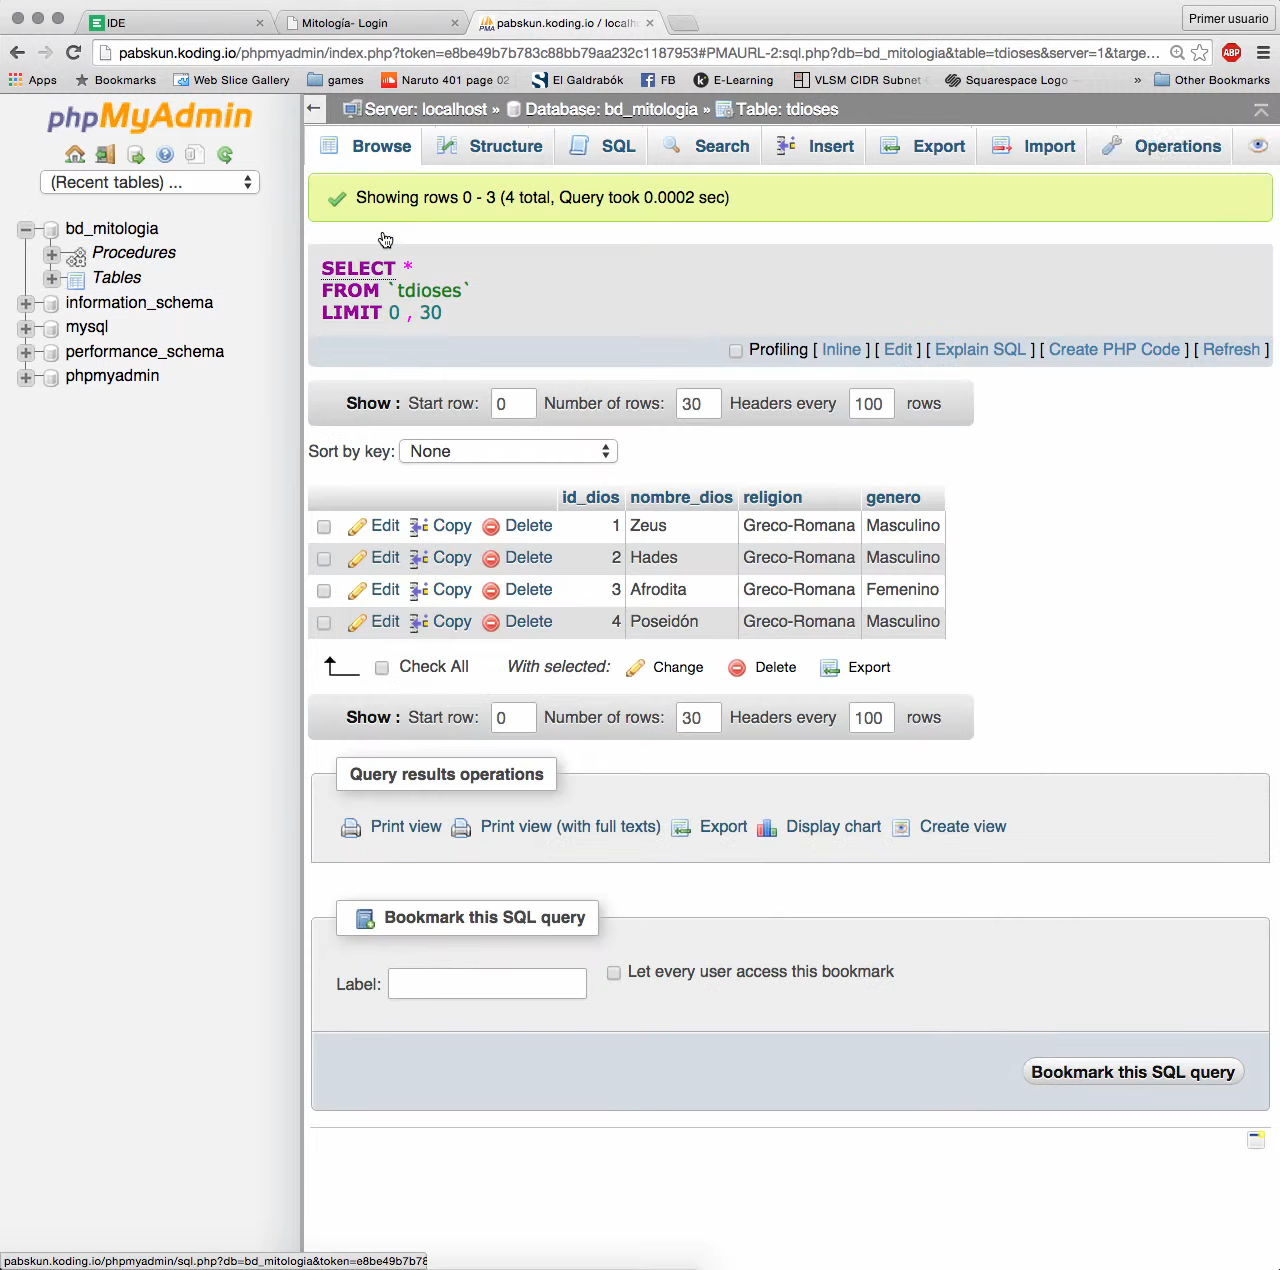 IDE
Mitología- Login
pabskun.koding.io / localh
Primer usuario
pabskun.koding.io/phpmyadmin/index.php?token=e8be49b7b783c88bb79aa232c1187953#PMAURL-2:sql.php?db=bd_mitologia&table=tdioses&server=1&targe...
ABP
Apps
Bookmarks
Web Slice Gallery
games
Naruto 401 page 02
El Galdrabók
FB
E-Learning
VLSM CIDR Subnet
Squarespace Logo
»
Other Bookmarks
phpMyAdmin
(Recent tables) ...
bd_mitologia
Procedures
Tables
information_schema
mysql
performance_schema
phpmyadmin
Server: localhost » Database: bd_mitologia » Table: tdioses
Browse Structure SQL Search Insert Export Import Operations
Showing rows 0 - 3 (4 total, Query took 0.0002 sec)
SELECT *
FROM `tdioses`
LIMIT 0 , 30
Profiling [ Inline ] [ Edit ] [ Explain SQL ] [ Create PHP Code ] [ Refresh ]
Show : Start row: 0 Number of rows: 30 Headers every 100 rows
Sort by key: None
id_dios nombre_dios religion genero
Edit Copy Delete 1 Zeus Greco-Romana Masculino
Edit Copy Delete 2 Hades Greco-Romana Masculino
Edit Copy Delete 3 Afrodita Greco-Romana Femenino
Edit Copy Delete 4 Poseidón Greco-Romana Masculino
Check All With selected: Change Delete Export
Show : Start row: 0 Number of rows: 30 Headers every 100 rows
Query results operations
Print view Print view (with full texts) Export Display chart Create view
Bookmark this SQL query
Label:
Let every user access this bookmark
Bookmark this SQL query
pabskun.koding.io/phpmyadmin/sql.php?db=bd_mitologia&token=e8be49b7b78